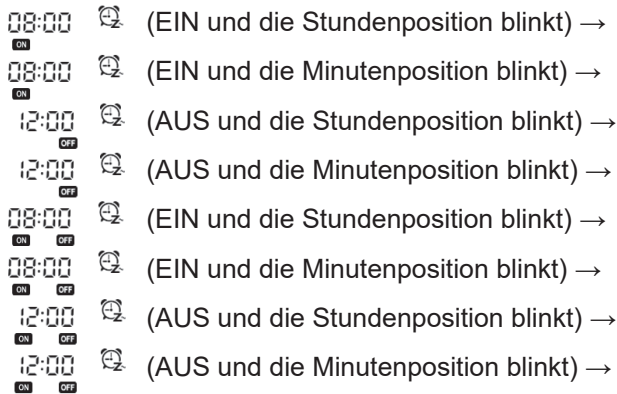 08:00 (EIN und die Stundenposition blinkt) →
ON
08:00 (EIN und die Minutenposition blinkt) →
ON
12:00 (AUS und die Stundenposition blinkt) →
OFF
12:00 (AUS und die Minutenposition blinkt) →
OFF
08:00 (EIN und die Stundenposition blinkt) →
ON OFF
08:00 (EIN und die Minutenposition blinkt) →
ON OFF
12:00 (AUS und die Stundenposition blinkt) →
ON OFF
12:00 (AUS und die Minutenposition blinkt) →
ON OFF